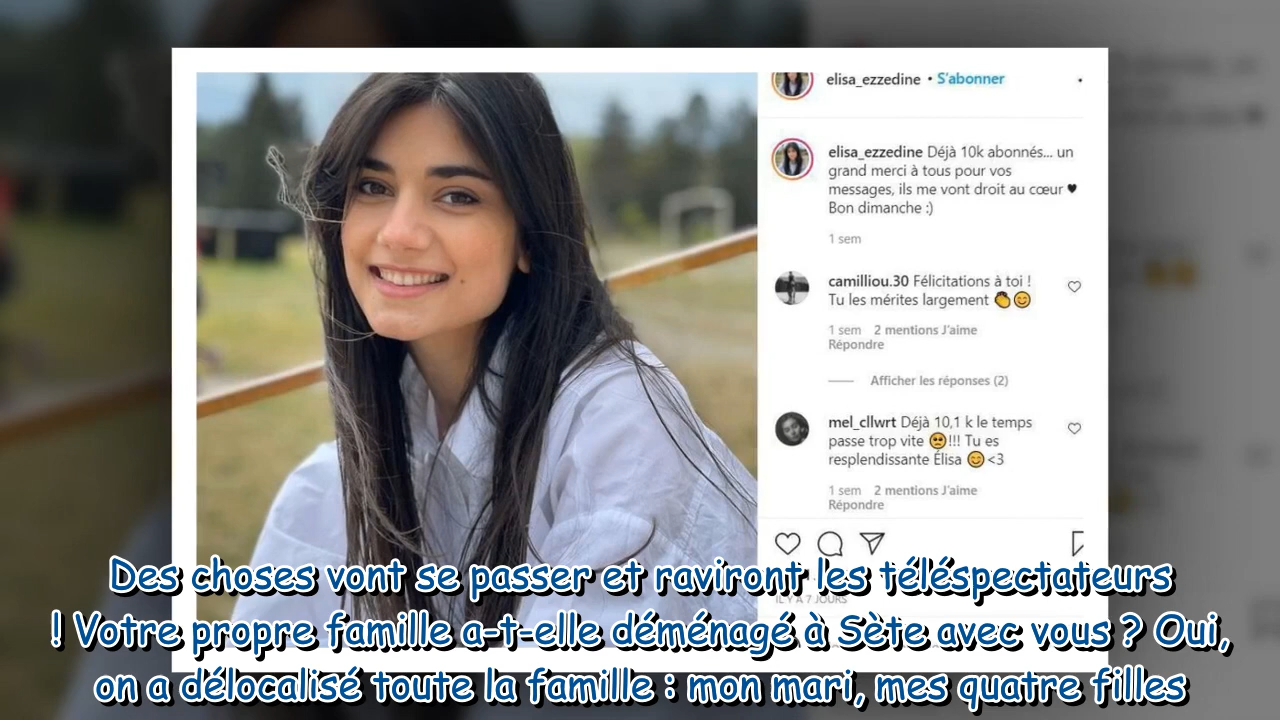 elisa_ezzedine • S'abonner
elisa_ezzedine Déjà 10k abonnés... un
grand merci à tous pour vos
messages, ils me vont droit au cœur ♥
Bon dimanche :)
1 sem
camilliou.30 Félicitations à toi !
Tu les mérites largement 👏😊
1 sem 2 mentions J'aime
Répondre
Afficher les réponses (2)
mel_cllwrt Déjà 10,1 k le temps
passe trop vite 🥺!!! Tu es
resplendissante Élisa 😊<3
1 sem 2 mentions J'aime
Répondre
IL Y A 7 JOURS
Des choses vont se passer et raviront les téléspectateurs
! Votre propre famille a-t-elle déménagé à Sète avec vous ? Oui,
on a délocalisé toute la famille : mon mari, mes quatre filles